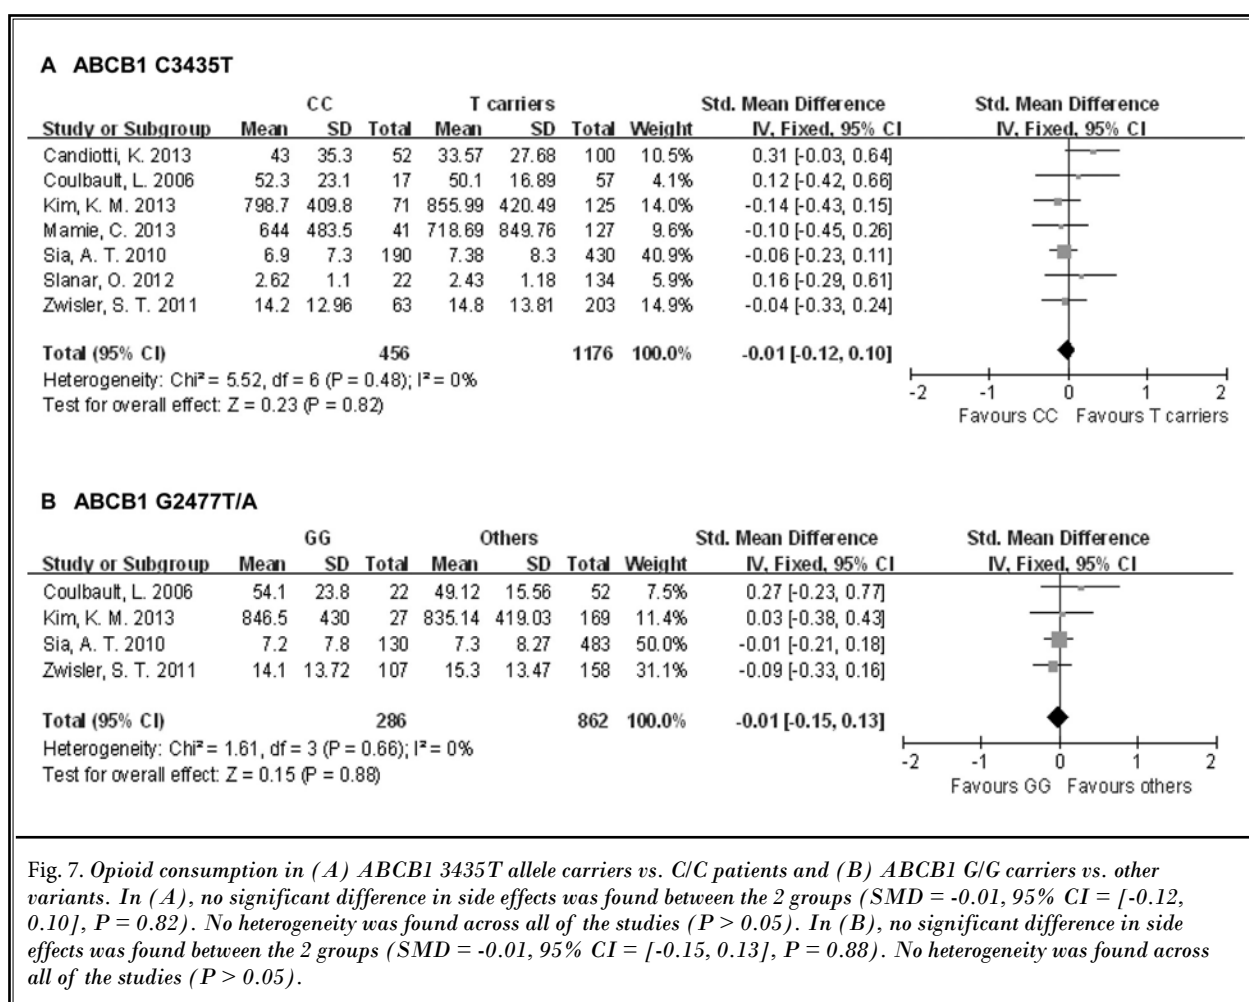 A ABCB1 C3435T
CC T carriers Std. Mean Difference Std. Mean Difference
Study or Subgroup Mean SD Total Mean SD Total Weight IV, Fixed, 95% CI IV, Fixed, 95% CI
Candiotti, K. 2013 43 35.3 52 33.57 27.68 100 10.5% 0.31 [-0.03, 0.64]
Coulbault, L. 2006 52.3 23.1 17 50.1 16.89 57 4.1% 0.12 [-0.42, 0.66]
Kim, K. M. 2013 798.7 409.8 71 855.99 420.49 125 14.0% -0.14 [-0.43, 0.15]
Mamie, C. 2013 644 483.5 41 718.69 849.76 127 9.6% -0.10 [-0.45, 0.26]
Sia, A. T. 2010 6.9 7.3 190 7.38 8.3 430 40.9% -0.06 [-0.23, 0.11]
Slanar, O. 2012 2.62 1.1 22 2.43 1.18 134 5.9% 0.16 [-0.29, 0.61]
Zwisler, S. T. 2011 14.2 12.96 63 14.8 13.81 203 14.9% -0.04 [-0.33, 0.24]
Total (95% CI) 456 1176 100.0% -0.01 [-0.12, 0.10]
Heterogeneity: Chi² = 5.52, df = 6 (P = 0.48); I² = 0%
Test for overall effect: Z = 0.23 (P = 0.82)
-2 -1 0 1 2
Favours CC Favours T carriers
B ABCB1 G2477T/A
GG Others Std. Mean Difference Std. Mean Difference
Study or Subgroup Mean SD Total Mean SD Total Weight IV, Fixed, 95% CI IV, Fixed, 95% CI
Coulbault, L. 2006 54.1 23.8 22 49.12 15.56 52 7.5% 0.27 [-0.23, 0.77]
Kim, K. M. 2013 846.5 430 27 835.14 419.03 169 11.4% 0.03 [-0.38, 0.43]
Sia, A. T. 2010 7.2 7.8 130 7.3 8.27 483 50.0% -0.01 [-0.21, 0.18]
Zwisler, S. T. 2011 14.1 13.72 107 15.3 13.47 158 31.1% -0.09 [-0.33, 0.16]
Total (95% CI) 286 862 100.0% -0.01 [-0.15, 0.13]
Heterogeneity: Chi² = 1.61, df = 3 (P = 0.66); I² = 0%
Test for overall effect: Z = 0.15 (P = 0.88)
-2 -1 0 1 2
Favours GG Favours others
Fig. 7. Opioid consumption in (A) ABCB1 3435T allele carriers vs. C/C patients and (B) ABCB1 G/G carriers vs. other
variants. In (A), no significant difference in side effects was found between the 2 groups (SMD = -0.01, 95% CI = [-0.12,
0.10], P = 0.82). No heterogeneity was found across all of the studies (P > 0.05). In (B), no significant difference in side
effects was found between the 2 groups (SMD = -0.01, 95% CI = [-0.15, 0.13], P = 0.88). No heterogeneity was found across
all of the studies (P > 0.05).